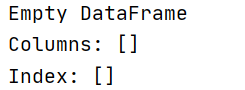 Empty DataFrame
Columns: []
Index: []